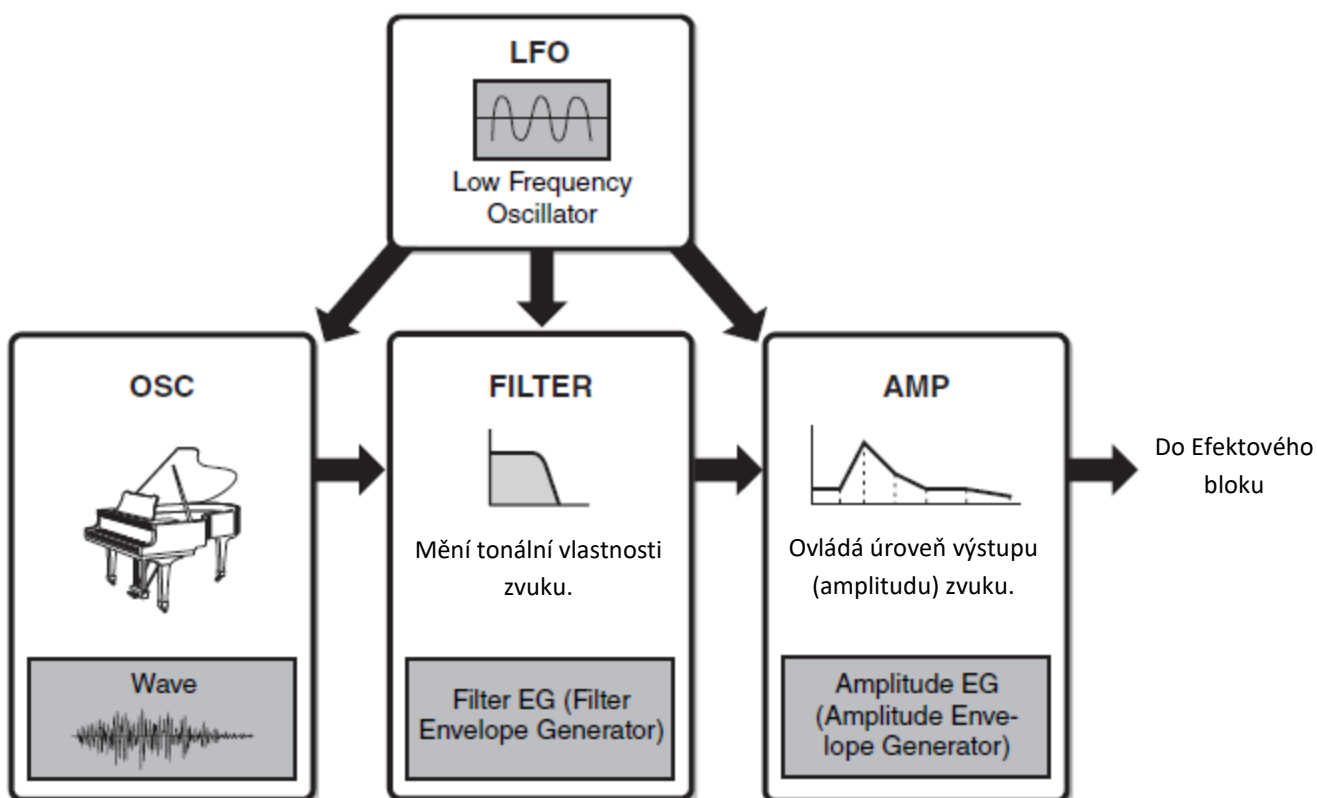 LFO
Low Frequency
Oscillator
OSC
Wave
FILTER
Mění tonální vlastnosti
zvuku.
Filter EG (Filter
Envelope Generator)
AMP
Ovládá úroveň výstupu
(amplitudu) zvuku.
Amplitude EG
(Amplitude Enve-
lope Generator)
Do Efektového
bloku